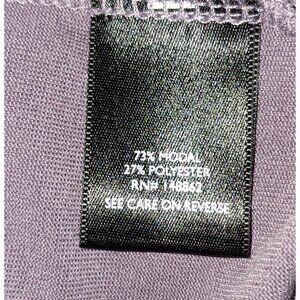 73% MODAL
27% POLYESTER
RN# 148862
SEE CARE ON REVERSE